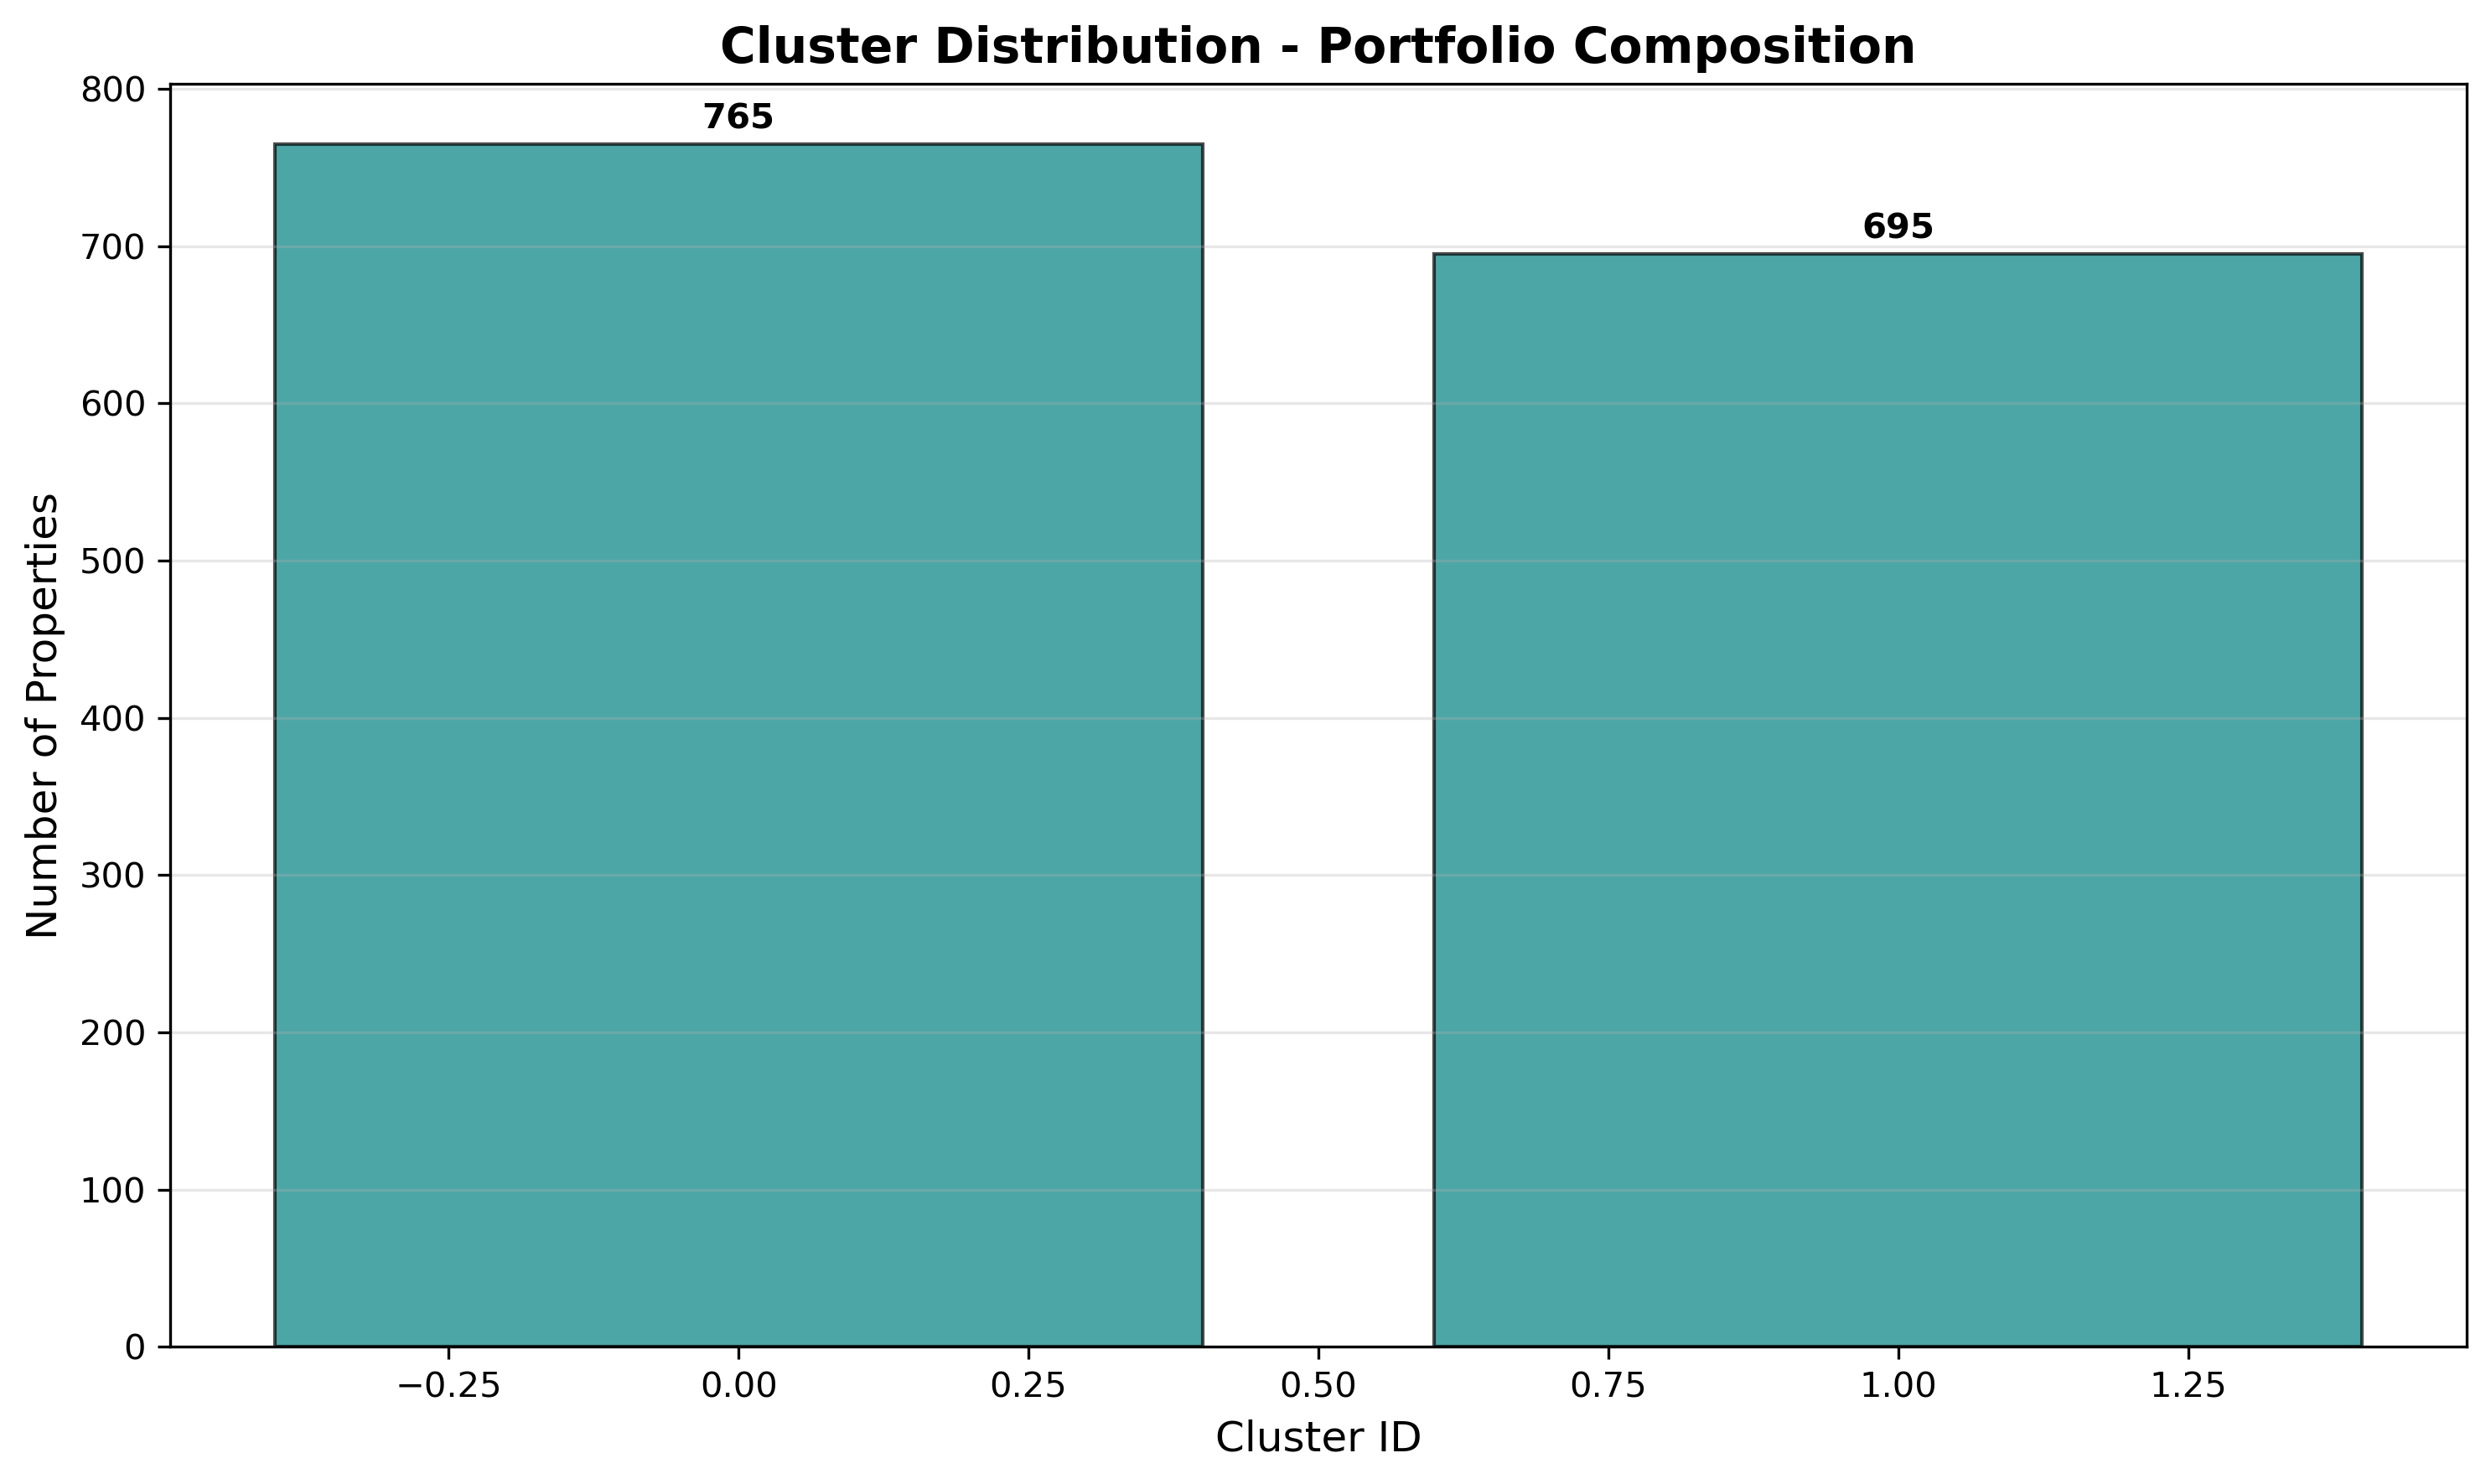 Cluster Distribution - Portfolio Composition
800
700
600
500
400
300
200
100
0
765
695
Number of Properties
−0.25 0.00 0.25 0.50 0.75 1.00 1.25
Cluster ID